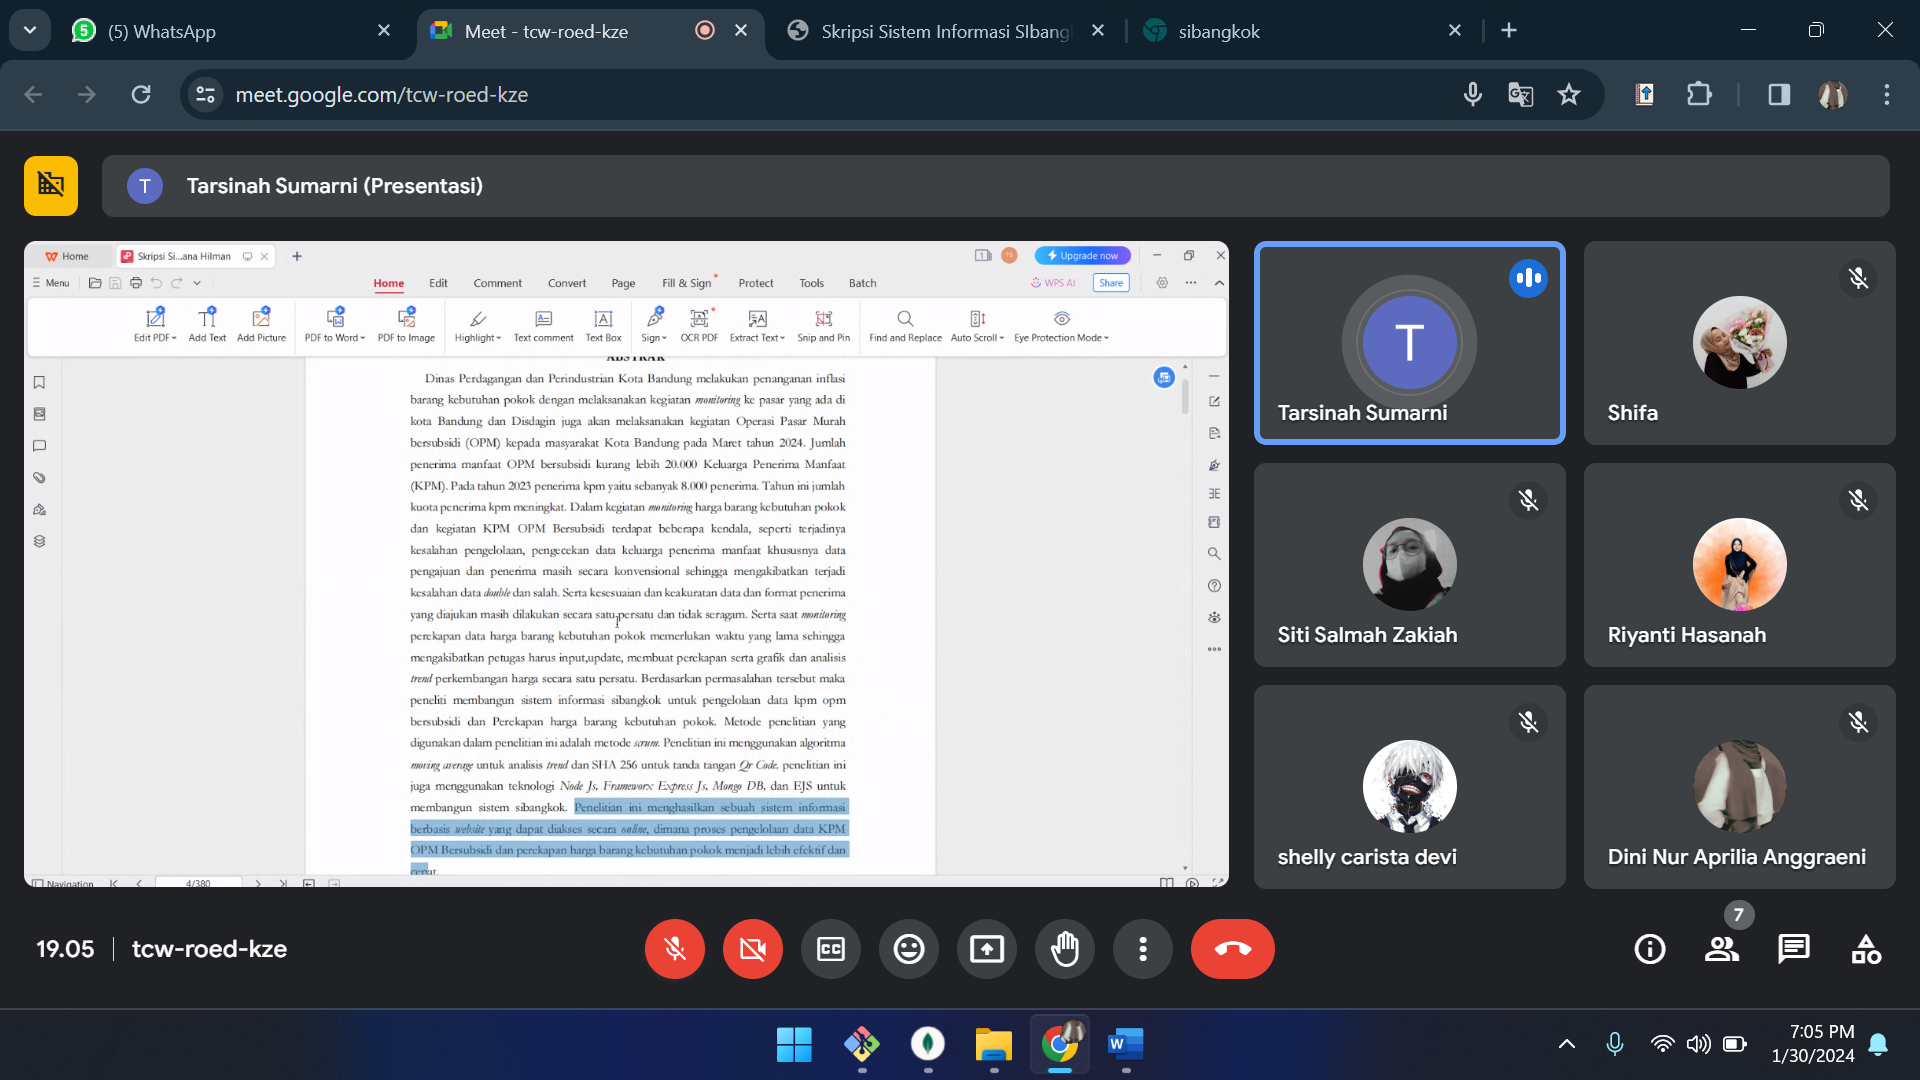 (5) WhatsApp
Meet - tcw-roed-kze
Skripsi Sistem Informasi SIbang
sibangkok
meet.google.com/tcw-roed-kze
T
Tarsinah Sumarni (Presentasi)
Home
Skripsi Si...ana Hilman
Upgrade now
Menu
Home
Edit
Comment
Convert
Page
Fill & Sign
Protect
Tools
Batch
WPS AI
Share
Edit PDF
Add Text
Add Picture
PDF to Word
PDF to Image
Highlight
Text comment
Text Box
Sign
OCR PDF
Extract Text
Snip and Pin
Find and Replace
Auto Scroll
Eye Protection Mode
ABSTRAK
Dinas Perdagangan dan Perindustrian Kota Bandung melakukan penanganan inflasi
barang kebutuhan pokok dengan melaksanakan kegiatan monitoring ke pasar yang ada di
kota Bandung dan Disdagin juga akan melaksanakan kegiatan Operasi Pasar Murah
bersubsidi (OPM) kepada masyarakat Kota Bandung pada Maret tahun 2024. Jumlah
penerima manfaat OPM bersubsidi kurang lebih 20.000 Keluarga Penerima Manfaat
(KPM). Pada tahun 2023 penerima kpm yaitu sebanyak 8.000 penerima. Tahun ini jumlah
kuota penerima kpm meningkat. Dalam kegiatan monitoring harga barang kebutuhan pokok
dan kegiatan KPM OPM Bersubsidi terdapat beberapa kendala, seperti terjadinya
kesalahan pengelolaan, pengecekan data keluarga penerima manfaat khususnya data
pengajuan dan penerima masih secara konvensional sehingga mengakibatkan terjadi
kesalahan data double dan salah. Serta kesesuaian dan keakuratan data dan format penerima
yang diajukan masih dilakukan secara satu persatu dan tidak seragam. Serta saat monitoring
perekapan data harga barang kebutuhan pokok memerlukan waktu yang lama sehingga
mengakibatkan petugas harus input,update, membuat perekapan serta grafik dan analisis
trend perkembangan harga secara satu persatu. Berdasarkan permasalahan tersebut maka
peneliti membangun sistem informasi sibangkok untuk pengelolaan data kpm opm
bersubsidi dan Perekapan harga barang kebutuhan pokok. Metode penelitian yang
digunakan dalam penelitian ini adalah metode scrum. Penelitian ini menggunakan algoritma
moving average untuk analisis trend dan SHA 256 untuk tanda tangan Qr Code. penelitian ini
juga menggunakan teknologi Node Js, Frameworx Express Js, Mongo DB, dan EJS untuk
membangun sistem sibangkok. Penelitian ini menghasilkan sebuah sistem informasi
berbasis website yang dapat diakses secara online, dimana proses pengelolaan data KPM
OPM Bersubsidi dan perekapan harga barang kebutuhan pokok menjadi lebih efektif dan
cepat.
Navigation
4/380
T
Tarsinah Sumarni
Shifa
Siti Salmah Zakiah
Riyanti Hasanah
shelly carista devi
Dini Nur Aprilia Anggraeni
19.05
tcw-roed-kze
7
7:05 PM
1/30/2024